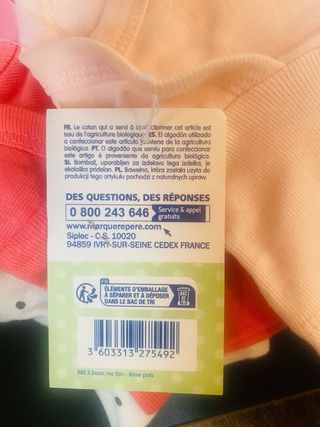 FR. Le coton qui a servi à confectionner cet article est
issu de l'agriculture biologique. ES. El algodón utilizado
a confeccionar este artículo proviene de la agricultura
biológica. PT. O algodão que serviu para confeccionar
este artigo é proveniente da agricultura biológica.
SI. Bombaž, uporabljen za izdelavo tega izdelka, je
ekološko pridelan. PL. Bawełna, która została użyta do
produkcji tego artykułu pochodzi z naturalnych upraw.
DES QUESTIONS, DES RÉPONSES
0 800 243 646 Service & appel
gratuits
www.marquerepere.com
Siplec - C.S. 10020
94859 IVRY-SUR-SEINE CEDEX FRANCE
FR
ÉLÉMENTS D'EMBALLAGE
À SÉPARER ET À DÉPOSER
DANS LE BAC DE TRI
3 603313 275492
Réf 3 basic mc bio - Rose pois